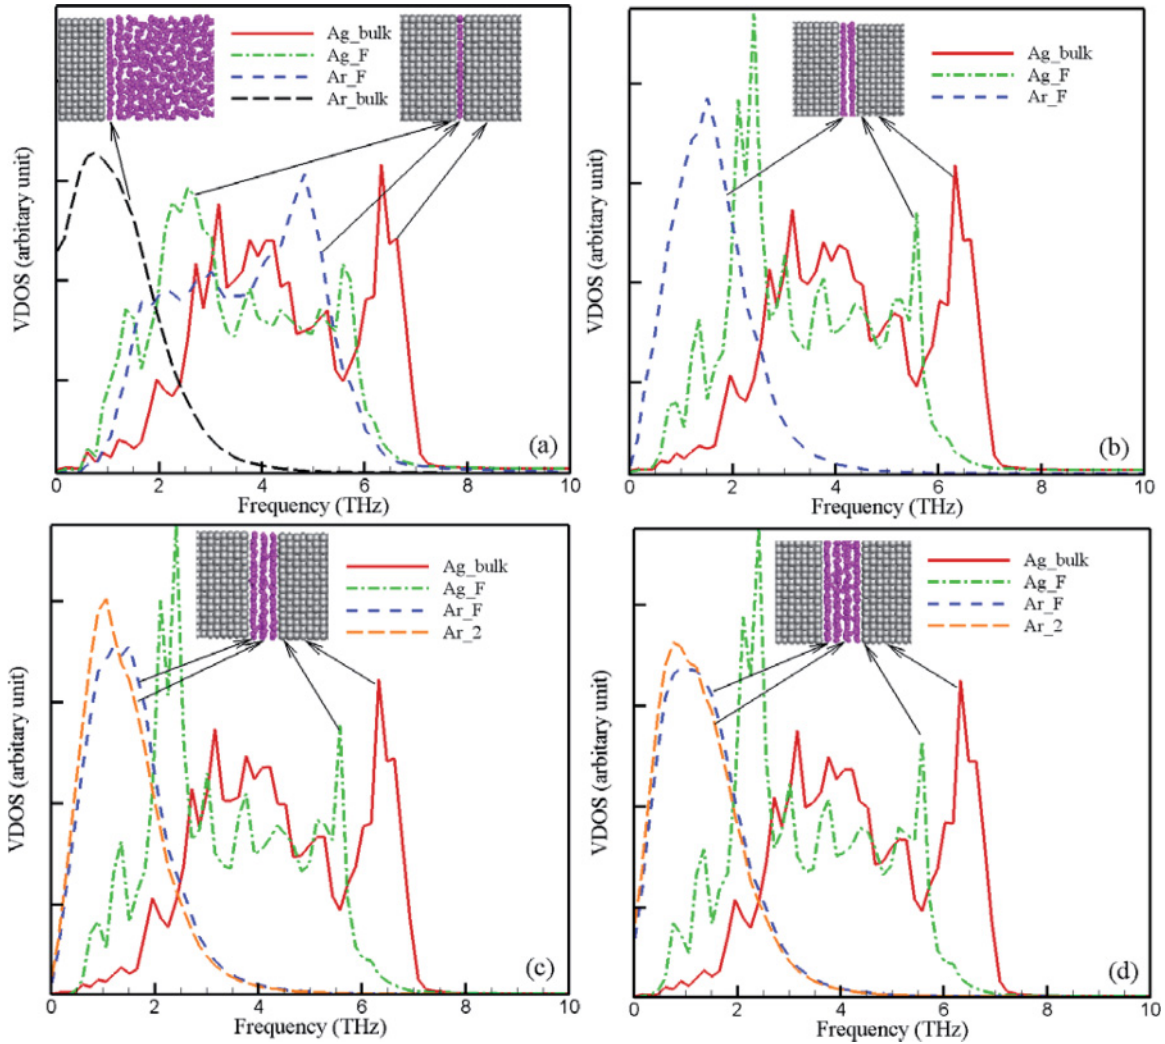 Ag_bulk
Ag_F
Ar_F
Ar_bulk
VDOS (arbitary unit)
(a)
0 2 4 6 8 10
Frequency (THz)
Ag_bulk
Ag_F
Ar_F
VDOS (arbitary unit)
(b)
0 2 4 6 8 10
Frequency (THz)
Ag_bulk
Ag_F
Ar_F
Ar_2
VDOS (arbitary unit)
(c)
0 2 4 6 8 10
Frequency (THz)
Ag_bulk
Ag_F
Ar_F
Ar_2
VDOS (arbitary unit)
(d)
0 2 4 6 8 10
Frequency (THz)